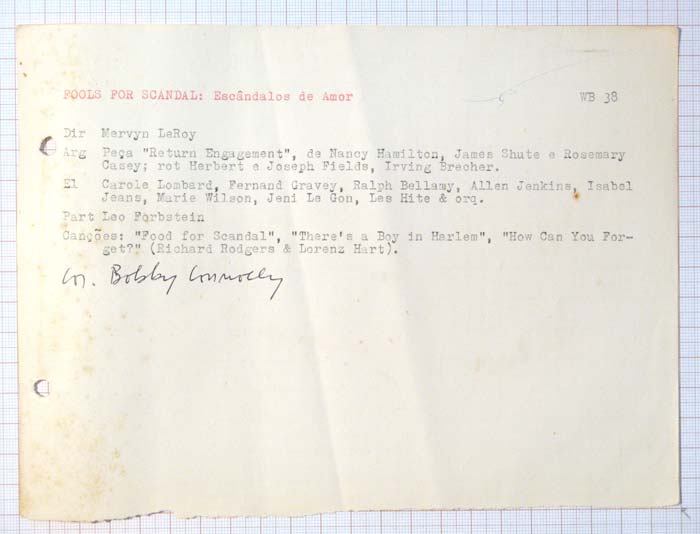 FOOLS FOR SCANDAL: Escândalos de Amor WB 38
Dir Mervyn LeRoy
Arg Peça "Return Engagement", de Nancy Hamilton, James Shute e Rosemary
Casey; rot Herbert e Joseph Fields, Irving Brecher.
El Carole Lombard, Fernand Gravey, Ralph Bellamy, Allen Jenkins, Isabel
Jeans, Marie Wilson, Jeni Le Gon, Les Hite & orq.
Part Leo Forbstein
Canções: "Food for Scandal", "There's a Boy in Harlem", "How Can You For-
get?" (Richard Rodgers & Lorenz Hart).
Cor. Bobby Connolly